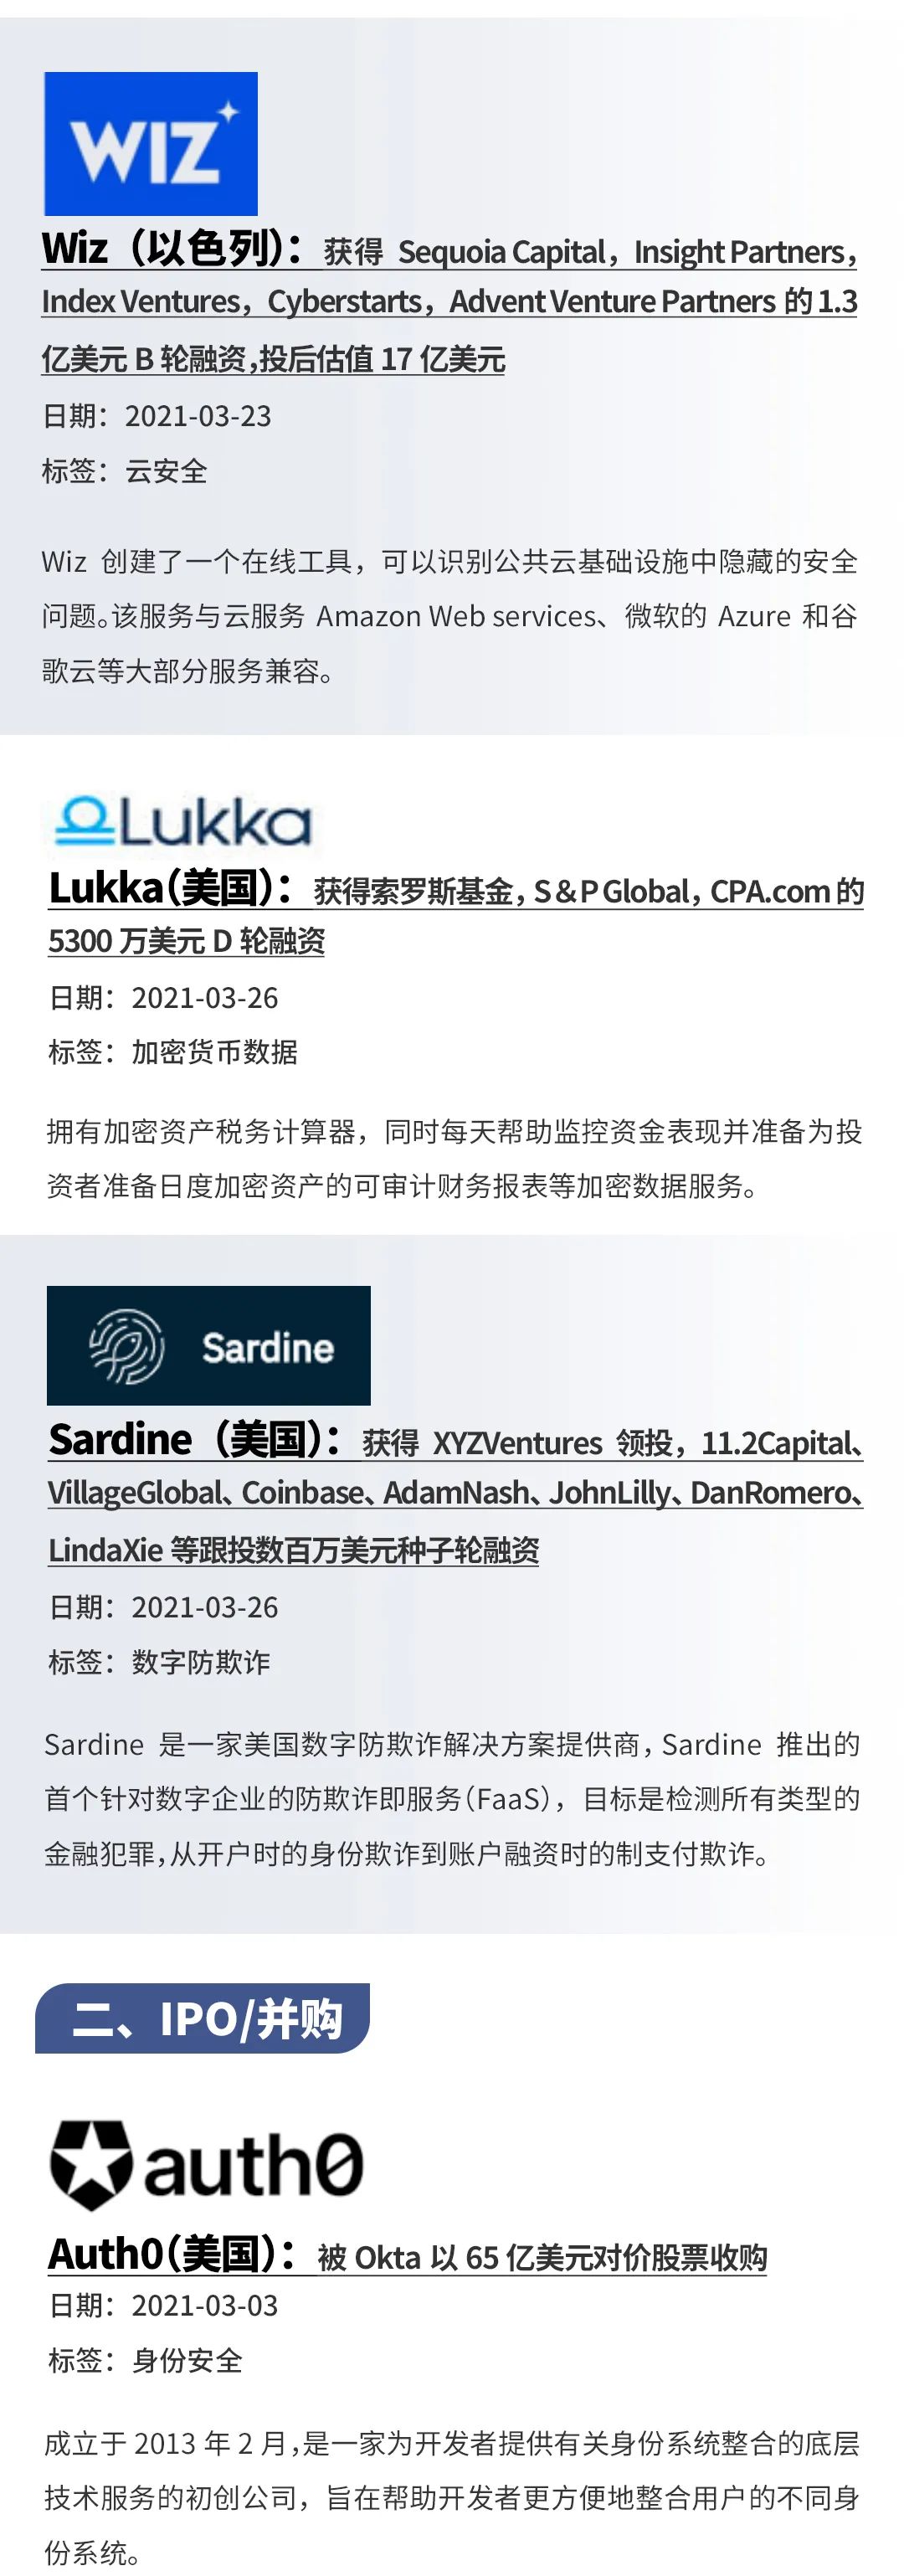 WIZ
Wiz（以色列）：获得 Sequoia Capital，Insight Partners，
Index Ventures，Cyberstarts，Advent Venture Partners 的 1.3
亿美元 B 轮融资，投后估值 17 亿美元
日期：2021-03-23
标签：云安全
Wiz 创建了一个在线工具，可以识别公共云基础设施中隐藏的安全
问题。该服务与云服务 Amazon Web services、微软的 Azure 和谷
歌云等大部分服务兼容。
Lukka
Lukka（美国）：获得索罗斯基金，S＆P Global，CPA.com 的
5300 万美元 D 轮融资
日期：2021-03-26
标签：加密货币数据
拥有加密资产税务计算器，同时每天帮助监控资金表现并准备为投
资者准备日度加密资产的可审计财务报表等加密数据服务。
Sardine
Sardine（美国）：获得 XYZVentures 领投，11.2Capital、
VillageGlobal、Coinbase、AdamNash、JohnLilly、DanRomero、
LindaXie 等跟投数百万美元种子轮融资
日期：2021-03-26
标签：数字防欺诈
Sardine 是一家美国数字防欺诈解决方案提供商，Sardine 推出的
首个针对数字企业的防欺诈即服务（FaaS），目标是检测所有类型的
金融犯罪，从开户时的身份欺诈到账户融资时的制支付欺诈。
二、IPO/并购
auth0
Auth0（美国）：被 Okta 以 65 亿美元对价股票收购
日期：2021-03-03
标签：身份安全
成立于 2013 年 2 月，是一家为开发者提供有关身份系统整合的底层
技术服务的初创公司，旨在帮助开发者更方便地整合用户的不同身
份系统。